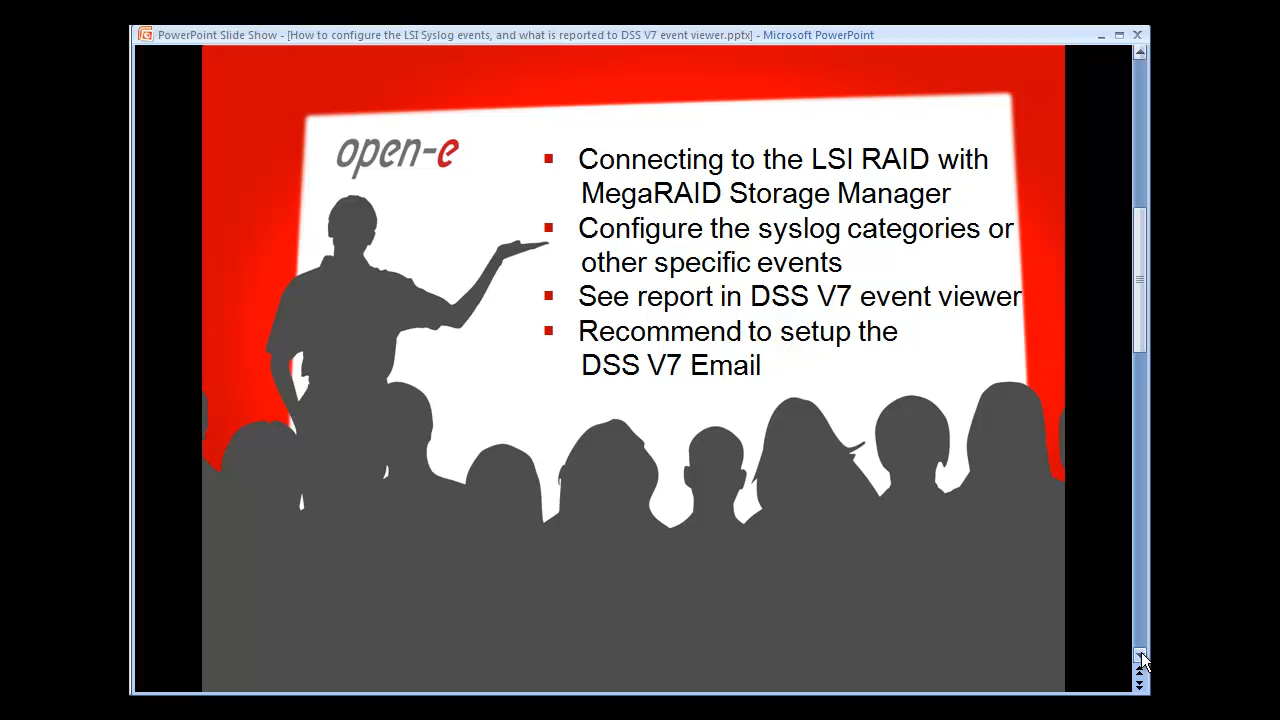 PowerPoint Slide Show - [How to configure the LSI Syslog events, and what is reported to DSS V7 event viewer.pptx] - Microsoft PowerPoint
open-e
▪ Connecting to the LSI RAID with
MegaRAID Storage Manager
▪ Configure the syslog categories or
other specific events
▪ See report in DSS V7 event viewer
▪ Recommend to setup the
DSS V7 Email